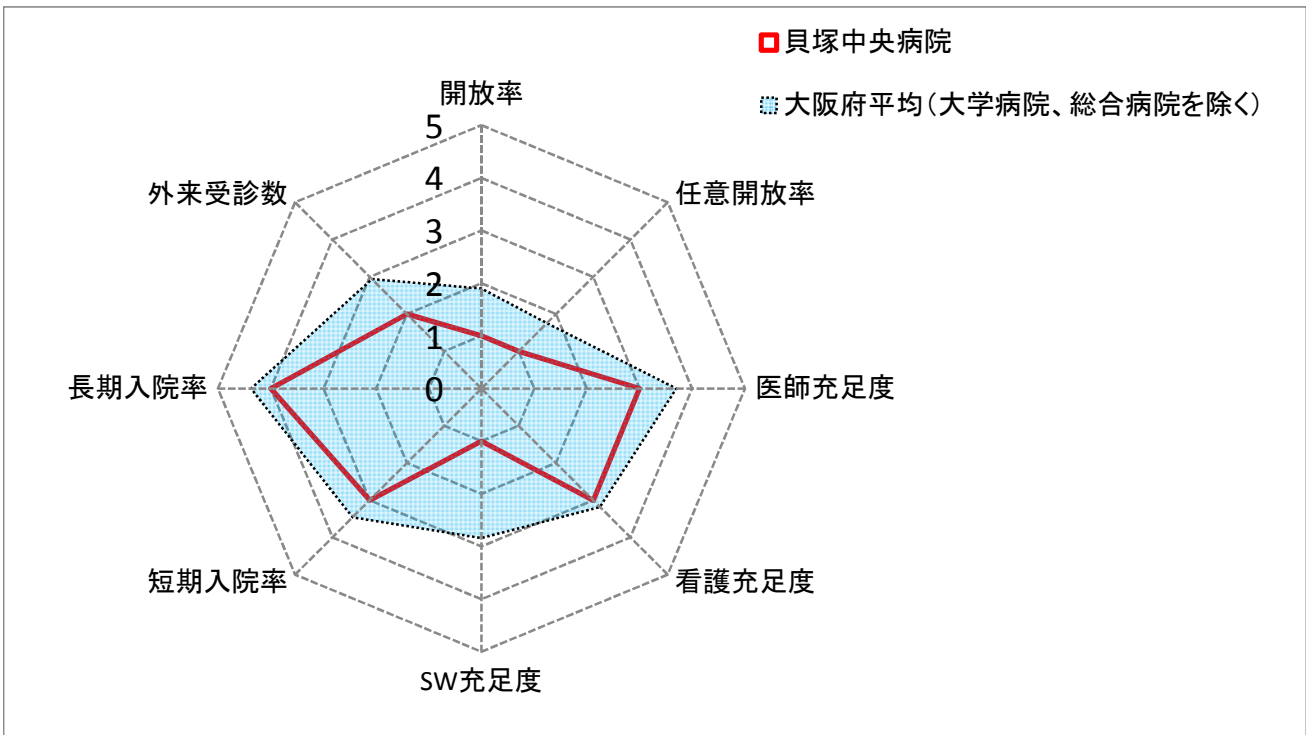 貝塚中央病院
大阪府平均(大学病院、総合病院を除く)
開放率
任意開放率
医師充足度
看護充足度
SW充足度
短期入院率
長期入院率
外来受診数
5
4
3
2
1
0